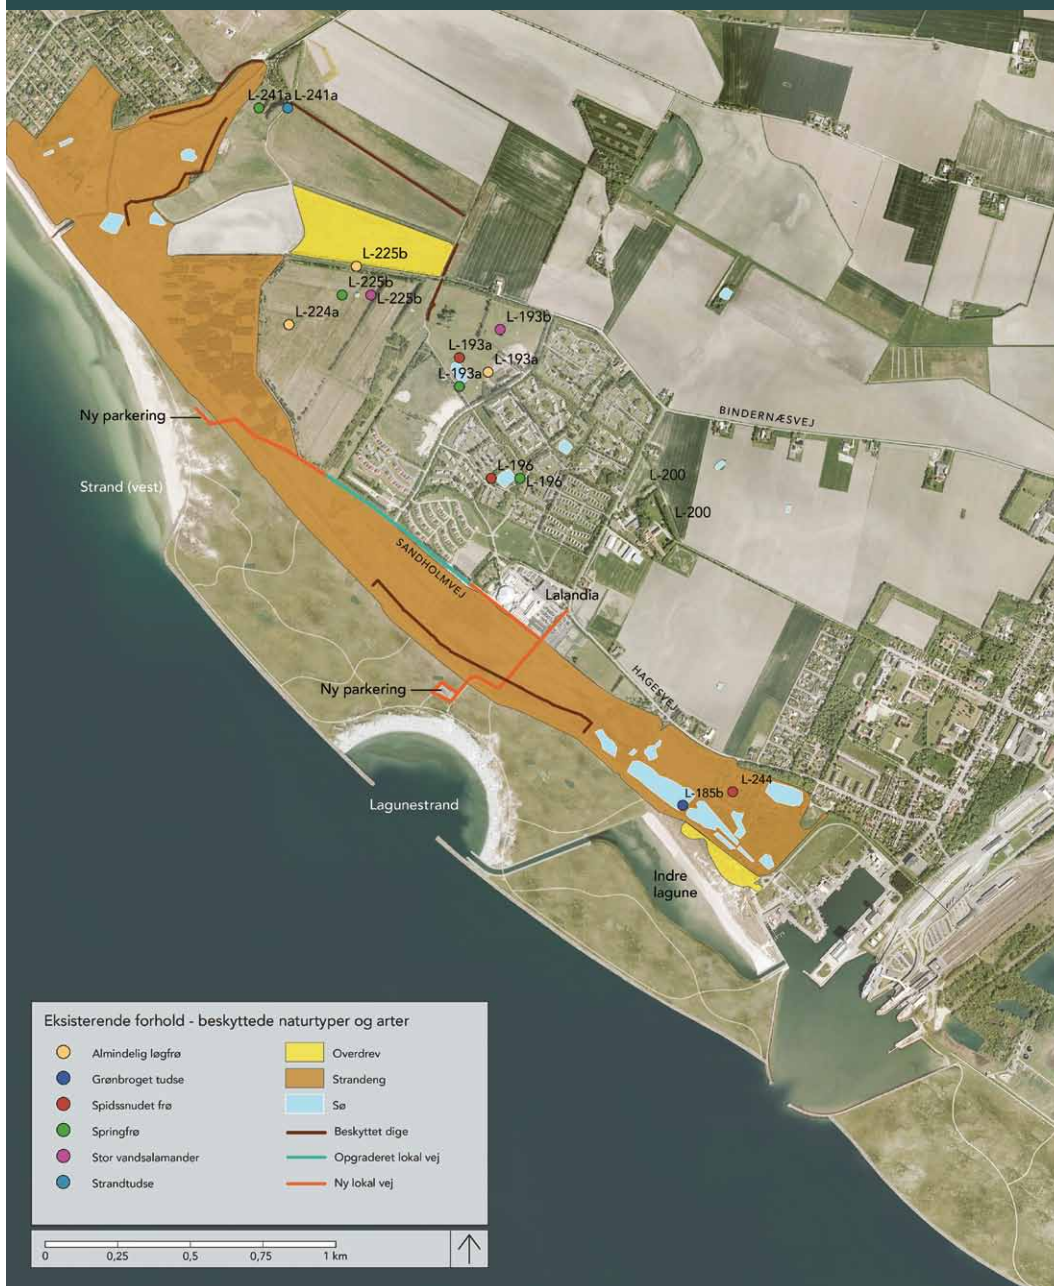 L-241a L-241a
L-225b
L-225b
L-225b
L-224a
L-193b
L-193a
L-193a
L-193a
Ny parkering
BINDERNÆSVEJ
L-196
L-196
L-200
Strand (vest)
L-200
SANDHOLMVEJ
Lalandia
HAGESVEJ
Ny parkering
L-244
L-185b
Lagunestrand
Indre
lagune
Eksisterende forhold - beskyttede naturtyper og arter
Almindelig løgfrø
Overdrev
Grønbroget tudse
Strandeng
Spidssnudet frø
Sø
Springfrø
Beskyttet dige
Stor vandsalamander
Opgraderet lokal vej
Strandtudse
Ny lokal vej
0 0,25 0,5 0,75 1 km